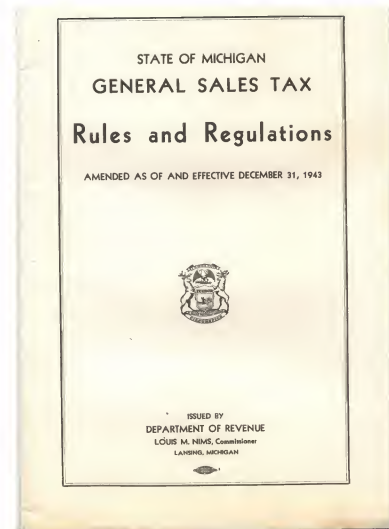 STATE OF MICHIGAN
GENERAL SALES TAX
Rules and Regulations
AMENDED AS OF AND EFFECTIVE DECEMBER 31, 1943
ISSUED BY
DEPARTMENT OF REVENUE
LOUIS M. NIMS, Commissioner
LANSING, MICHIGAN